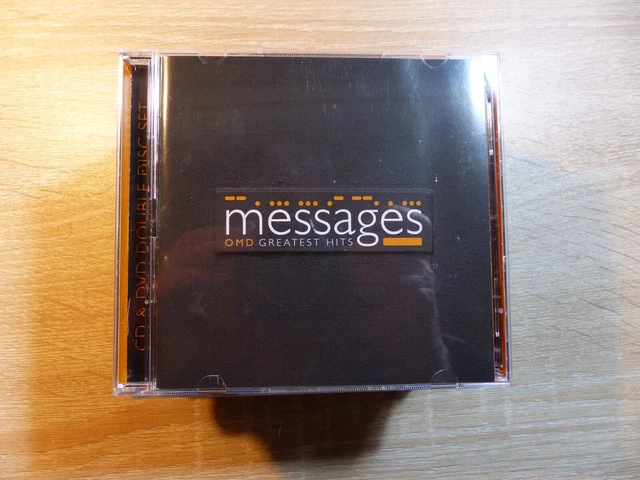 CD & DVD DOUBLE DISC SET
messages
OMD GREATEST HITS